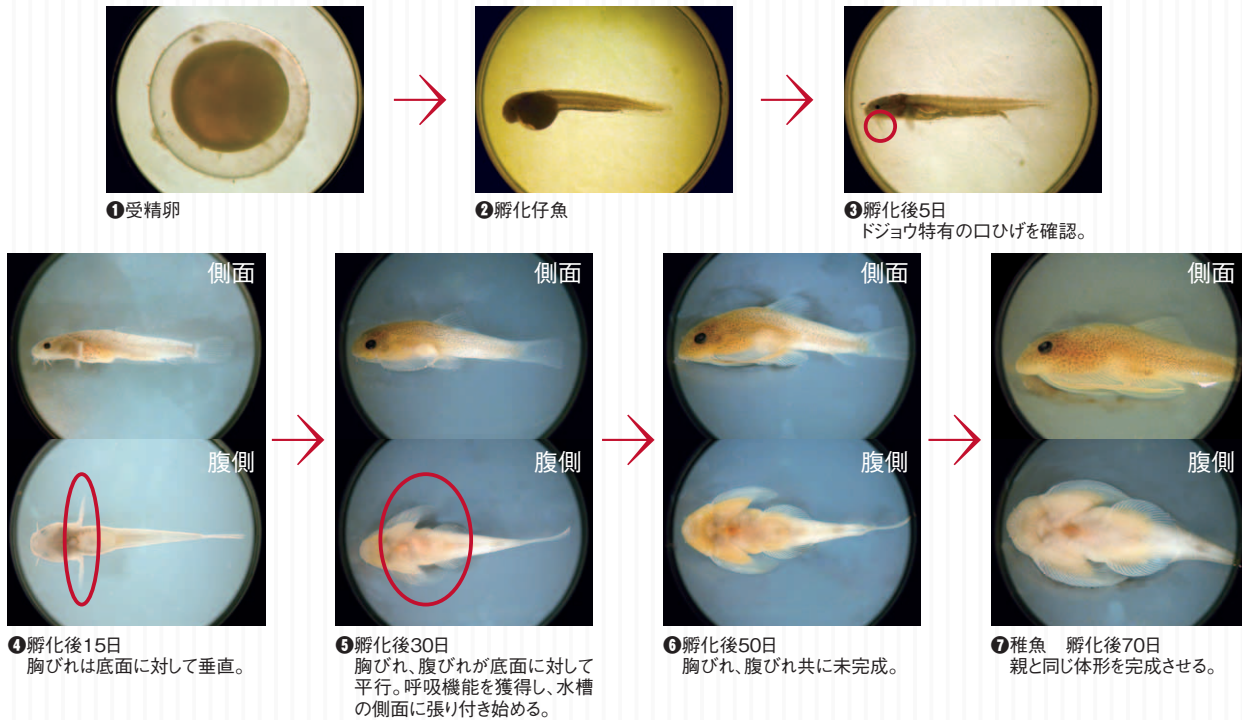 ❶受精卵
❷孵化仔魚
❸孵化後5日
ドジョウ特有の口ひげを確認。
側面
側面
側面
側面
腹側
腹側
腹側
腹側
❹孵化後15日
胸びれは底面に対して垂直。
❺孵化後30日
胸びれ、腹びれが底面に対して
平行。呼吸機能を獲得し、水槽
の側面に張り付き始める。
❻孵化後50日
胸びれ、腹びれ共に未完成。
❼稚魚　孵化後70日
親と同じ体形を完成させる。